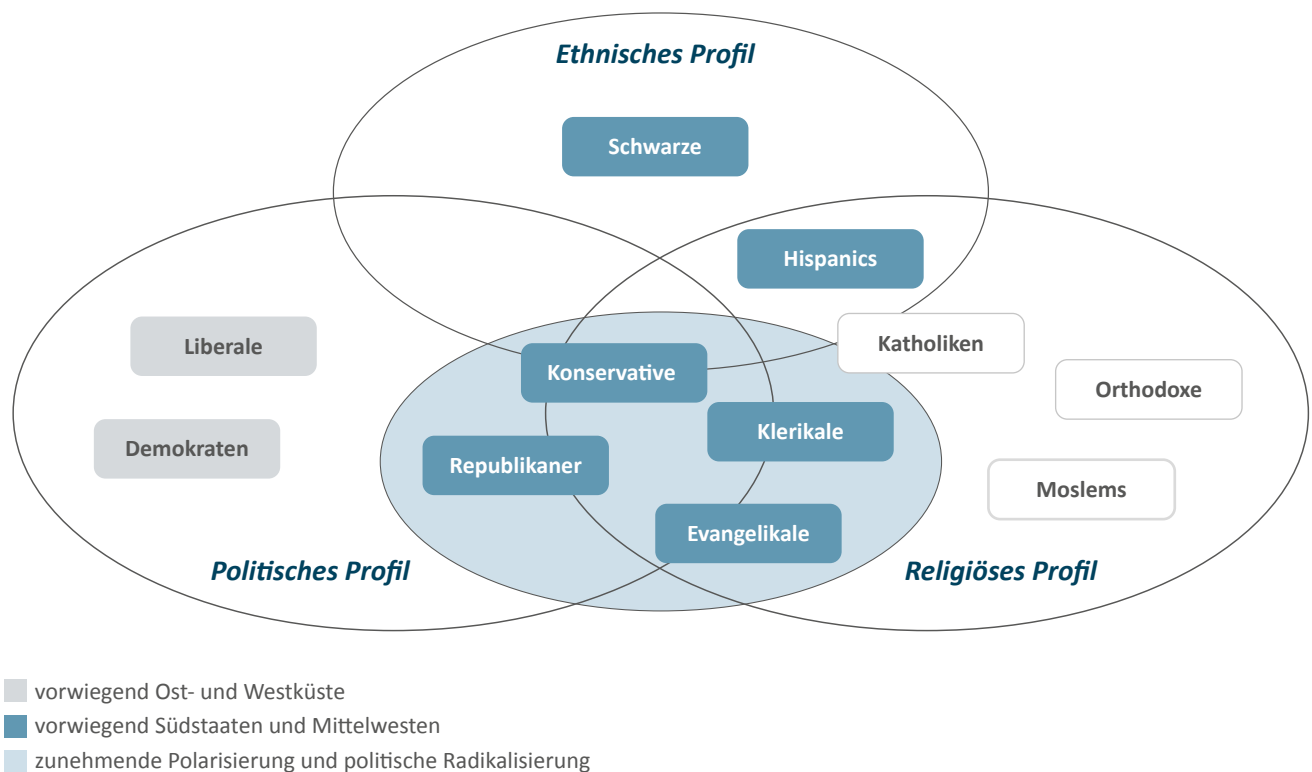 Ethnisches Profil
Schwarze
Hispanics
Liberale
Katholiken
Konservative
Orthodoxe
Klerikale
Demokraten
Republikaner
Moslems
Evangelikale
Politisches Profil
Religiöses Profil
vorwiegend Ost- und Westküste
vorwiegend Südstaaten und Mittelwesten
zunehmende Polarisierung und politische Radikalisierung